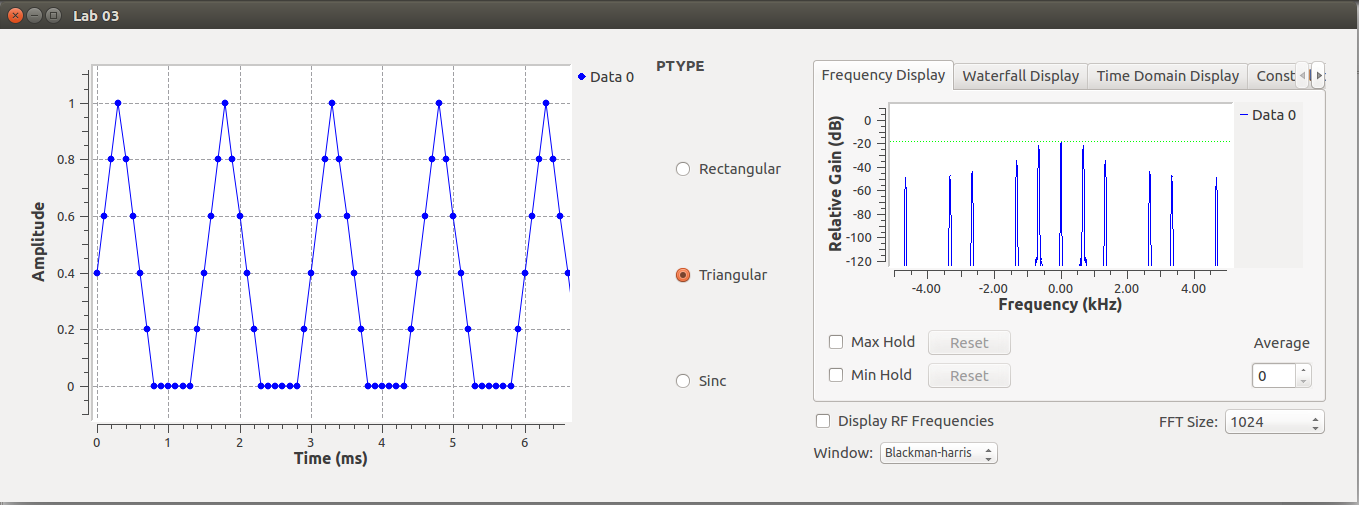 Lab 03
Amplitude
1
0.8
0.6
0.4
0.2
0
0 1 2 3 4 5 6
Time (ms)
Data 0
PTYPE
Rectangular
Triangular
Sinc
Frequency Display Waterfall Display Time Domain Display Const
Relative Gain (dB)
0
-20
-40
-60
-80
-100
-120
-4.00 -2.00 0.00 2.00 4.00
Frequency (kHz)
Data 0
Max Hold Reset
Average
Min Hold Reset
0
Display RF Frequencies
FFT Size: 1024
Window: Blackman-harris